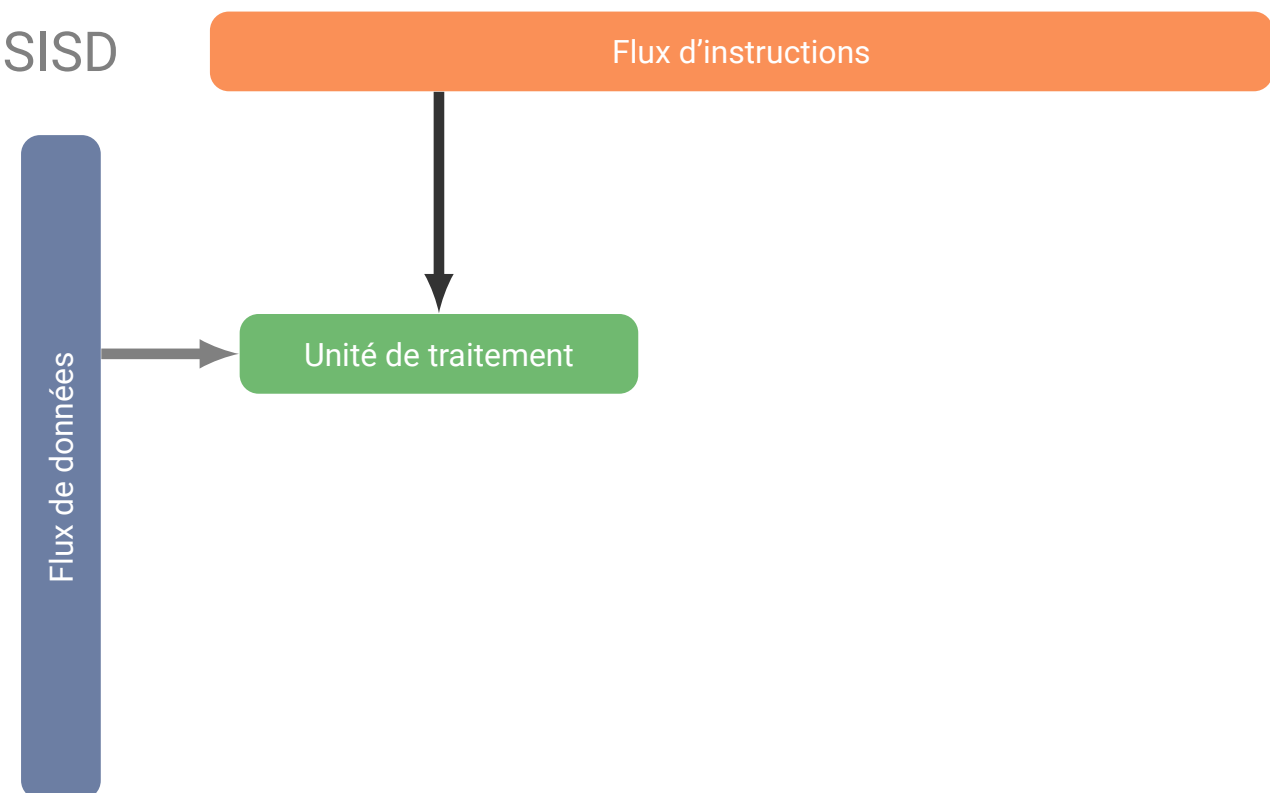 SISD
Flux d’instructions
Unité de traitement
Flux de données